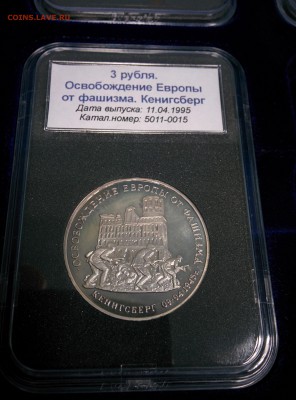 COINS.LAVE.RU
3 рубля.
Освобождение Европы
от фашизма. Кенигсберг
Дата выпуска: 11.04.1995
Катал.номер: 5011-0015
ОСВОБОЖДЕНИЕ ЕВРОПЫ ОТ ФАШИЗМА
КЕНИГСБЕРГ